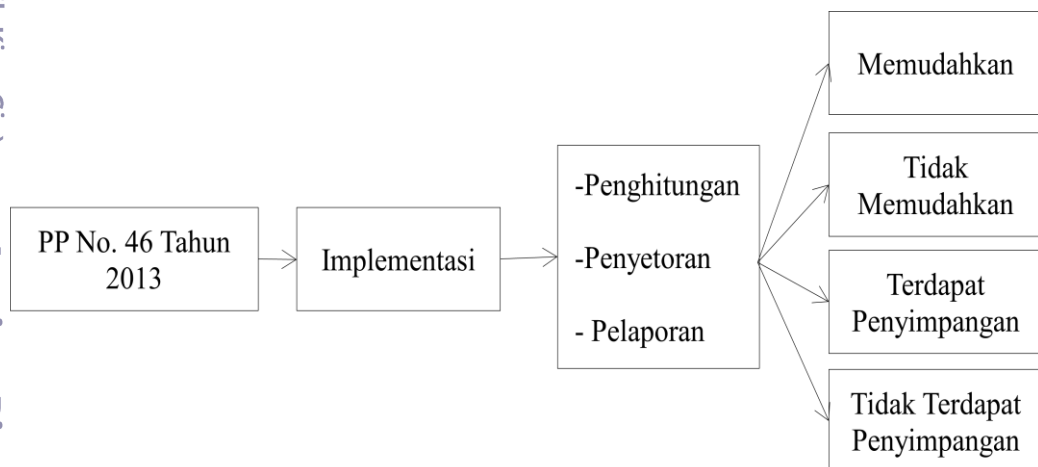 PP No. 46 Tahun
2013
Implementasi
-Penghitungan
-Penyetoran
- Pelaporan
Memudahkan
Tidak
Memudahkan
Terdapat
Penyimpangan
Tidak Terdapat
Penyimpangan